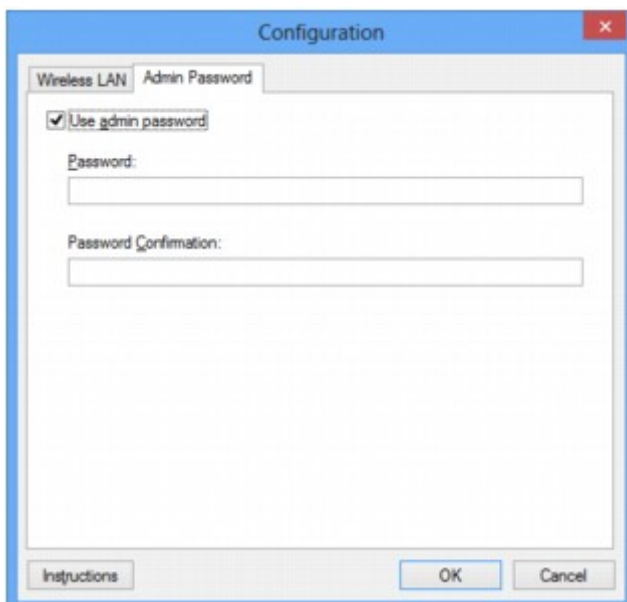 Configuration
Wireless LAN Admin Password
Use admin password
Password:
Password Confirmation:
Instructions OK Cancel